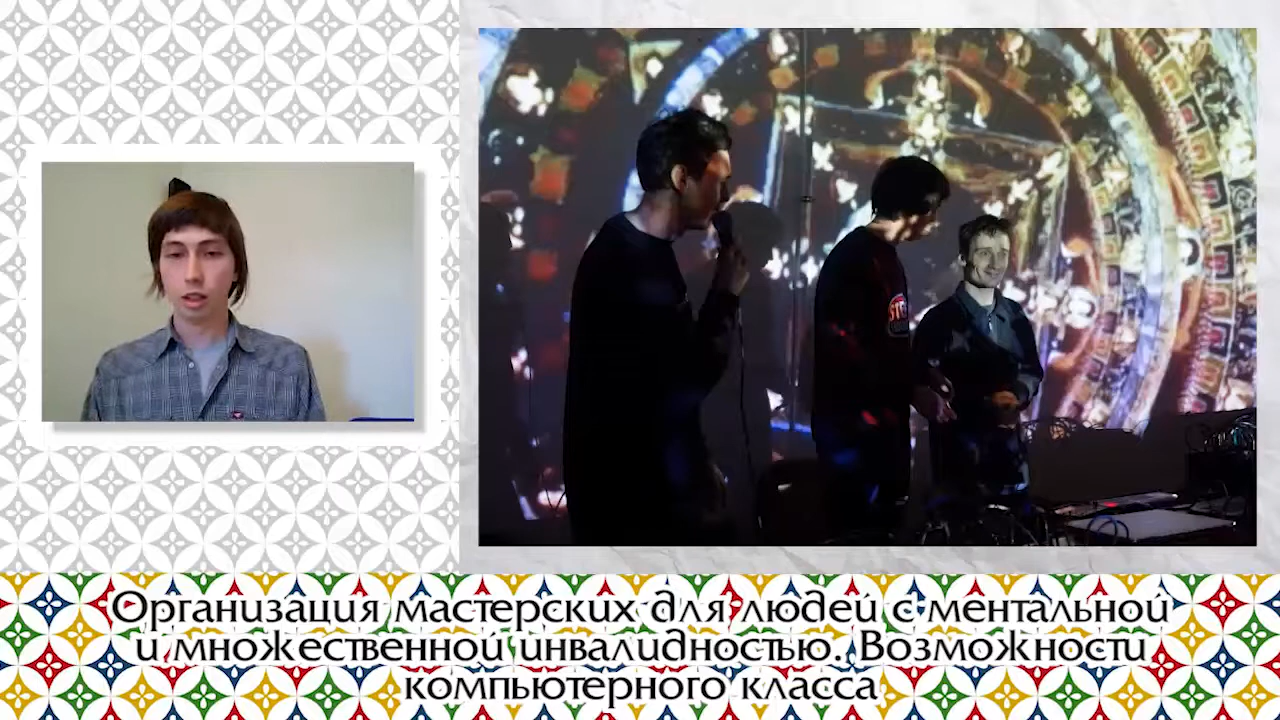 Организация мастерских для людей с ментальной
и множественной инвалидностью. Возможности
компьютерного класса